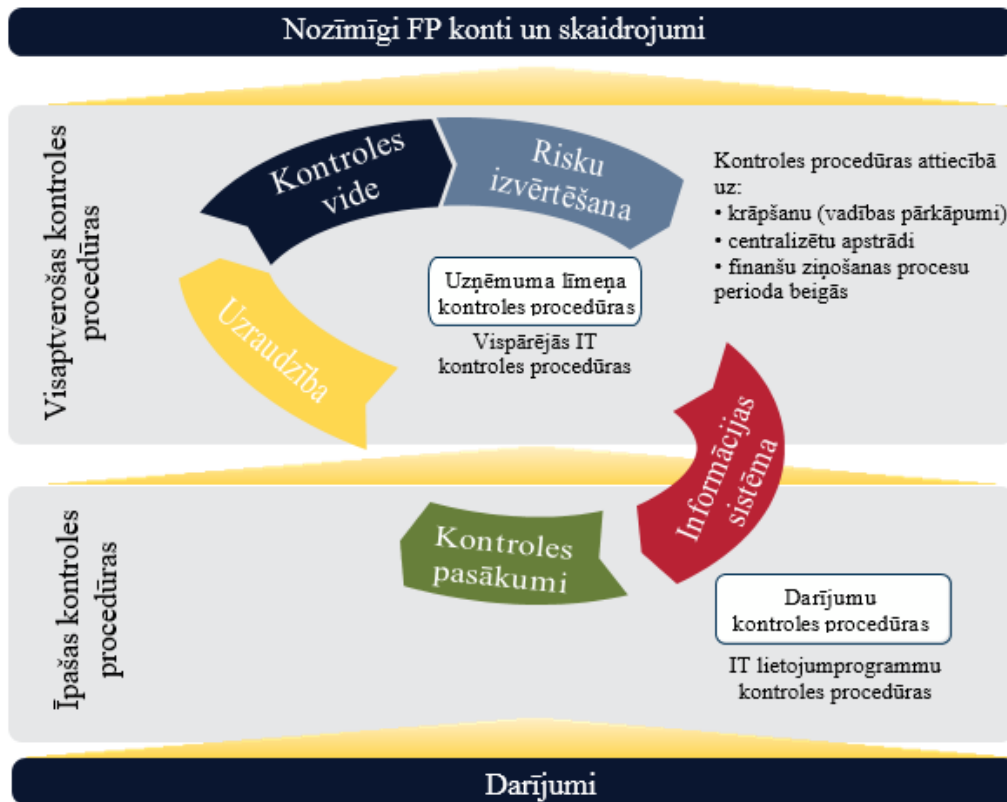 Nozīmīgi FP konti un skaidrojumi
Visaptverošas kontroles
procedūras
Kontroles
vide
Risku
izvērtēšana
Kontroles procedūras attiecībā
uz:
• krāpšanu (vadības pārkāpumi)
• centralizētu apstrādi
• finanšu ziņošanas procesu
perioda beigās
Uzņēmuma līmeņa
kontroles procedūras
Vispārējās IT
kontroles procedūras
Uzraudzība
Informācijas
sistēma
Īpašas kontroles
procedūras
Kontroles
pasākumi
Darījumu
kontroles procedūras
IT lietojumprogrammu
kontroles procedūras
Darījumi